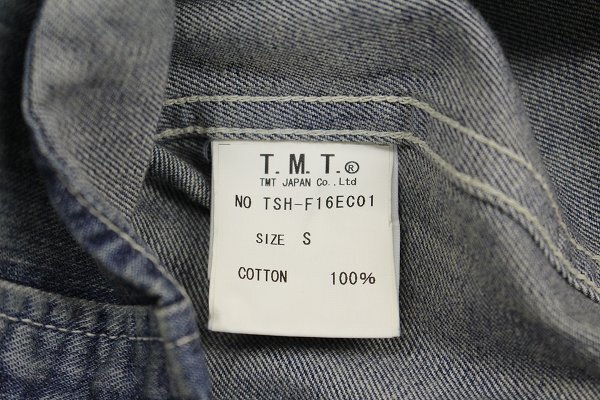 T.M.T.®
TMT JAPAN Co.,Ltd
NO TSH-F16EC01
SIZE S
COTTON 100%